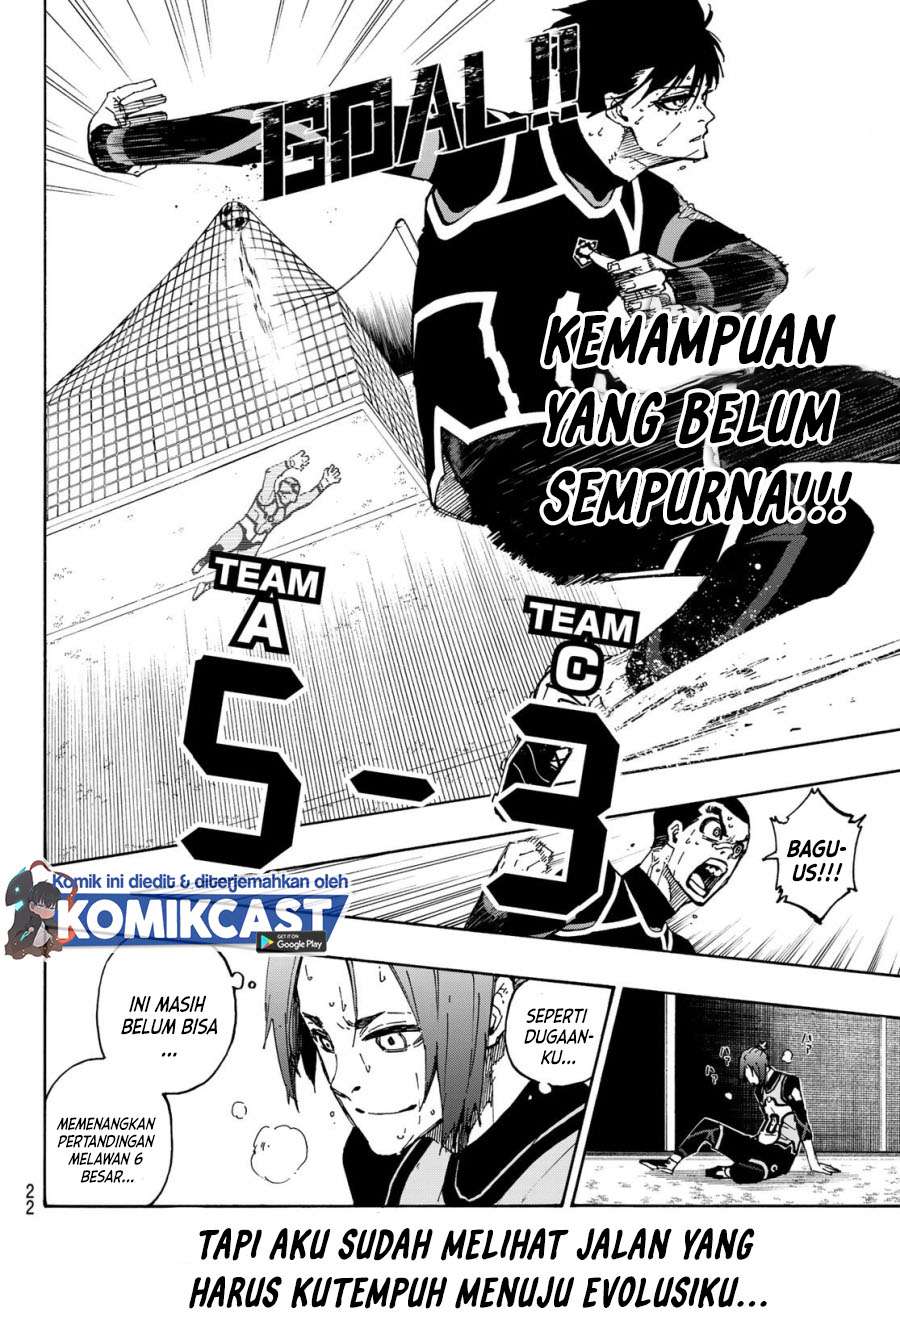 GOAL!!
KEMAMPUAN
YANG BELUM
SEMPURNA!!!
TEAM
A
5
-
TEAM
C
3
BAGU-
US!!!
Komik ini diedit & diterjemahkan oleh
KOMIKCAST
GET IT ON
Google Play
SEPERTI
DUGAAN-
KU...
INI MASIH
BELUM BISA
...
MEMENANGKAN
PERTANDINGAN
MELAWAN 6
BESAR...
22
TAPI AKU SUDAH MELIHAT JALAN YANG
HARUS KUTEMPUH MENUJU EVOLUSIKU...